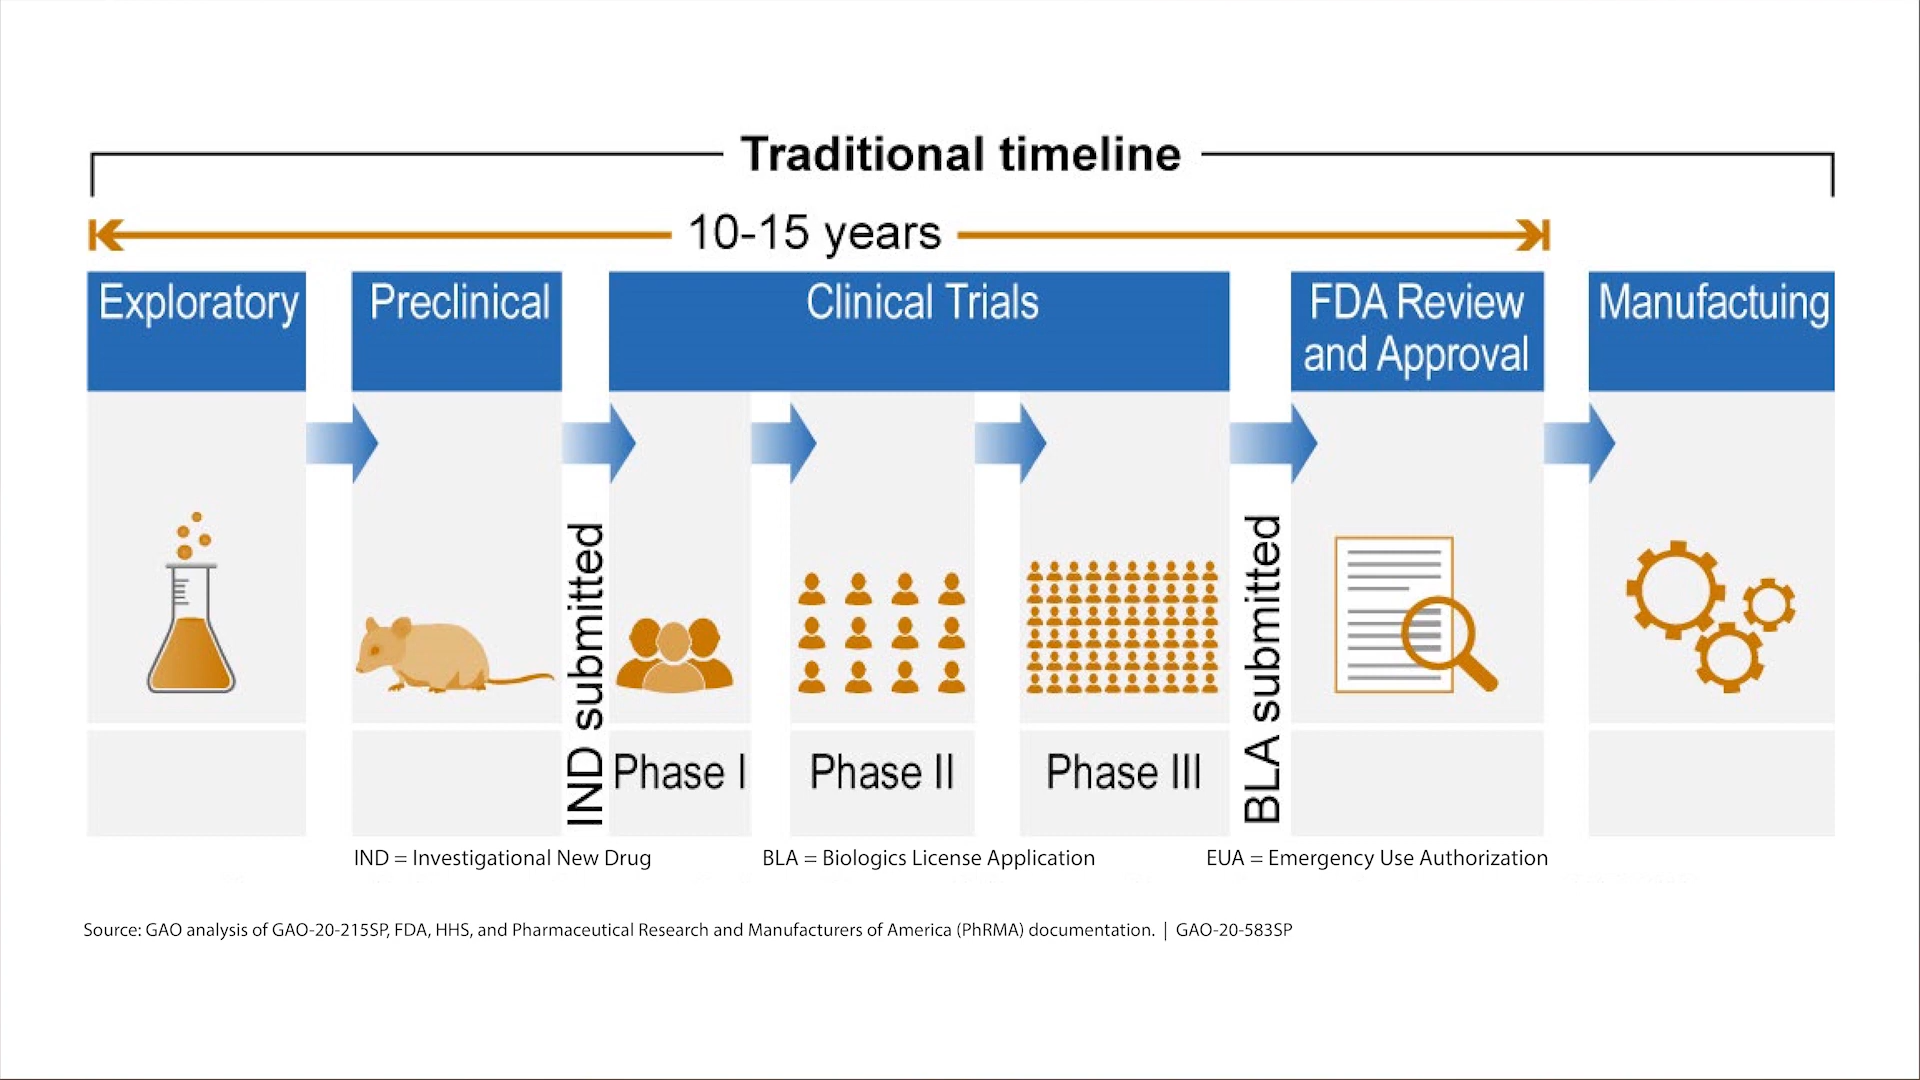 Traditional timeline
10-15 years
Exploratory
Preclinical
Clinical Trials
FDA Review
and Approval
Manufactuing
IND submitted
BLA submitted
Phase I
Phase II
Phase III
IND = Investigational New Drug
BLA = Biologics License Application
EUA = Emergency Use Authorization
Source: GAO analysis of GAO-20-215SP, FDA, HHS, and Pharmaceutical Research and Manufacturers of America (PhRMA) documentation. | GAO-20-583SP